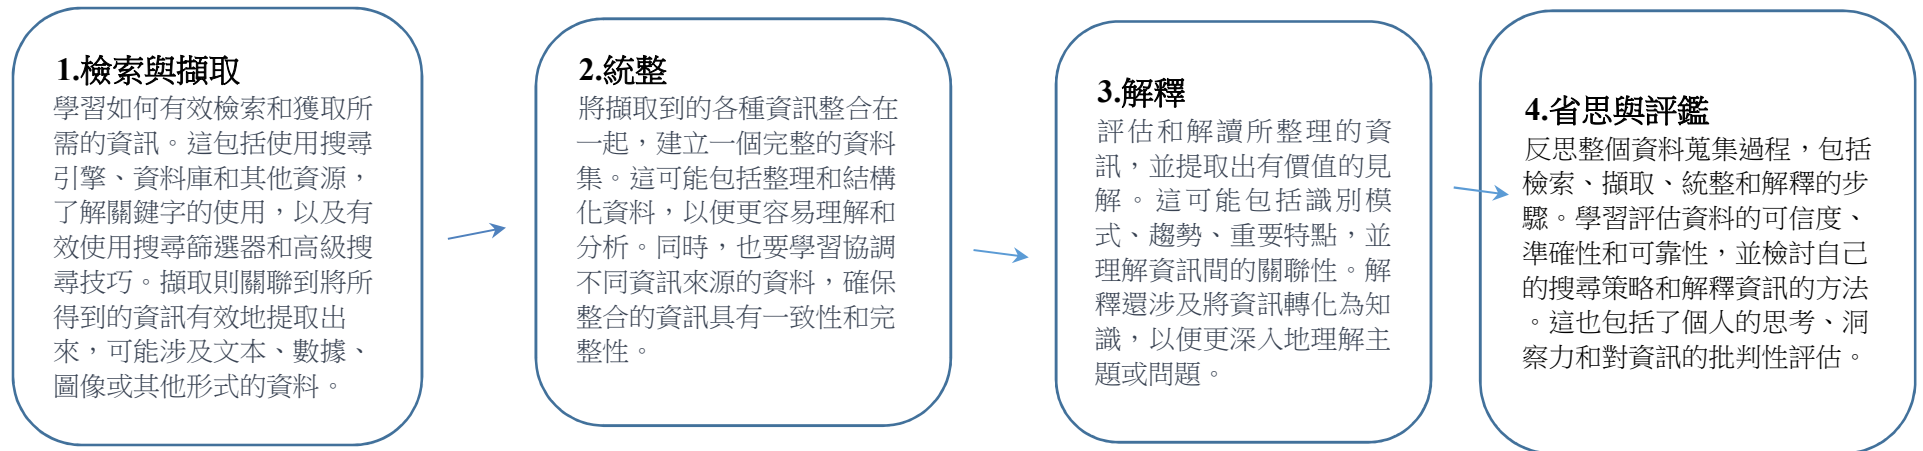 1.檢索與擷取
學習如何有效檢索和獲取所
需的資訊。這包括使用搜尋
引擎、資料庫和其他資源，
了解關鍵字的使用，以及有
效使用搜尋篩選器和高級搜
尋技巧。擷取則關聯到將所
得到的資訊有效地提取出
來，可能涉及文本、數據、
圖像或其他形式的資料。
2.統整
將擷取到的各種資訊整合在
一起，建立一個完整的資料
集。這可能包括整理和結構
化資料，以便更容易理解和
分析。同時，也要學習協調
不同資訊來源的資料，確保
整合的資訊具有一致性和完
整性。
3.解釋
評估和解讀所整理的資
訊，並提取出有價值的見
解。這可能包括識別模
式、趨勢、重要特點，並
理解資訊間的關聯性。解
釋還涉及將資訊轉化為知
識，以便更深入地理解主
題或問題。
4.省思與評鑑
反思整個資料蒐集過程，包括
檢索、擷取、統整和解釋的步
驟。學習評估資料的可信度、
準確性和可靠性，並檢討自己
的搜尋策略和解釋資訊的方法
。這也包括了個人的思考、洞
察力和對資訊的批判性評估。